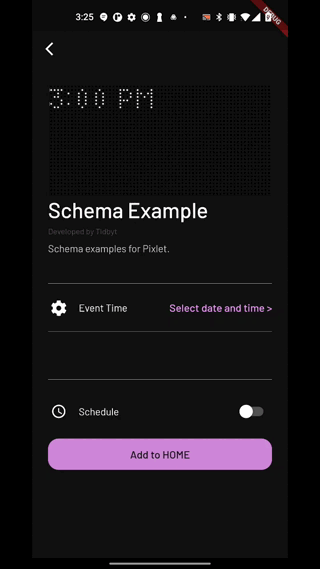 3:25
DEBUG
3:00 PM
Schema Example
Developed by Tidbyt
Schema examples for Pixlet.
Event Time
Select date and time >
Schedule
Add to HOME